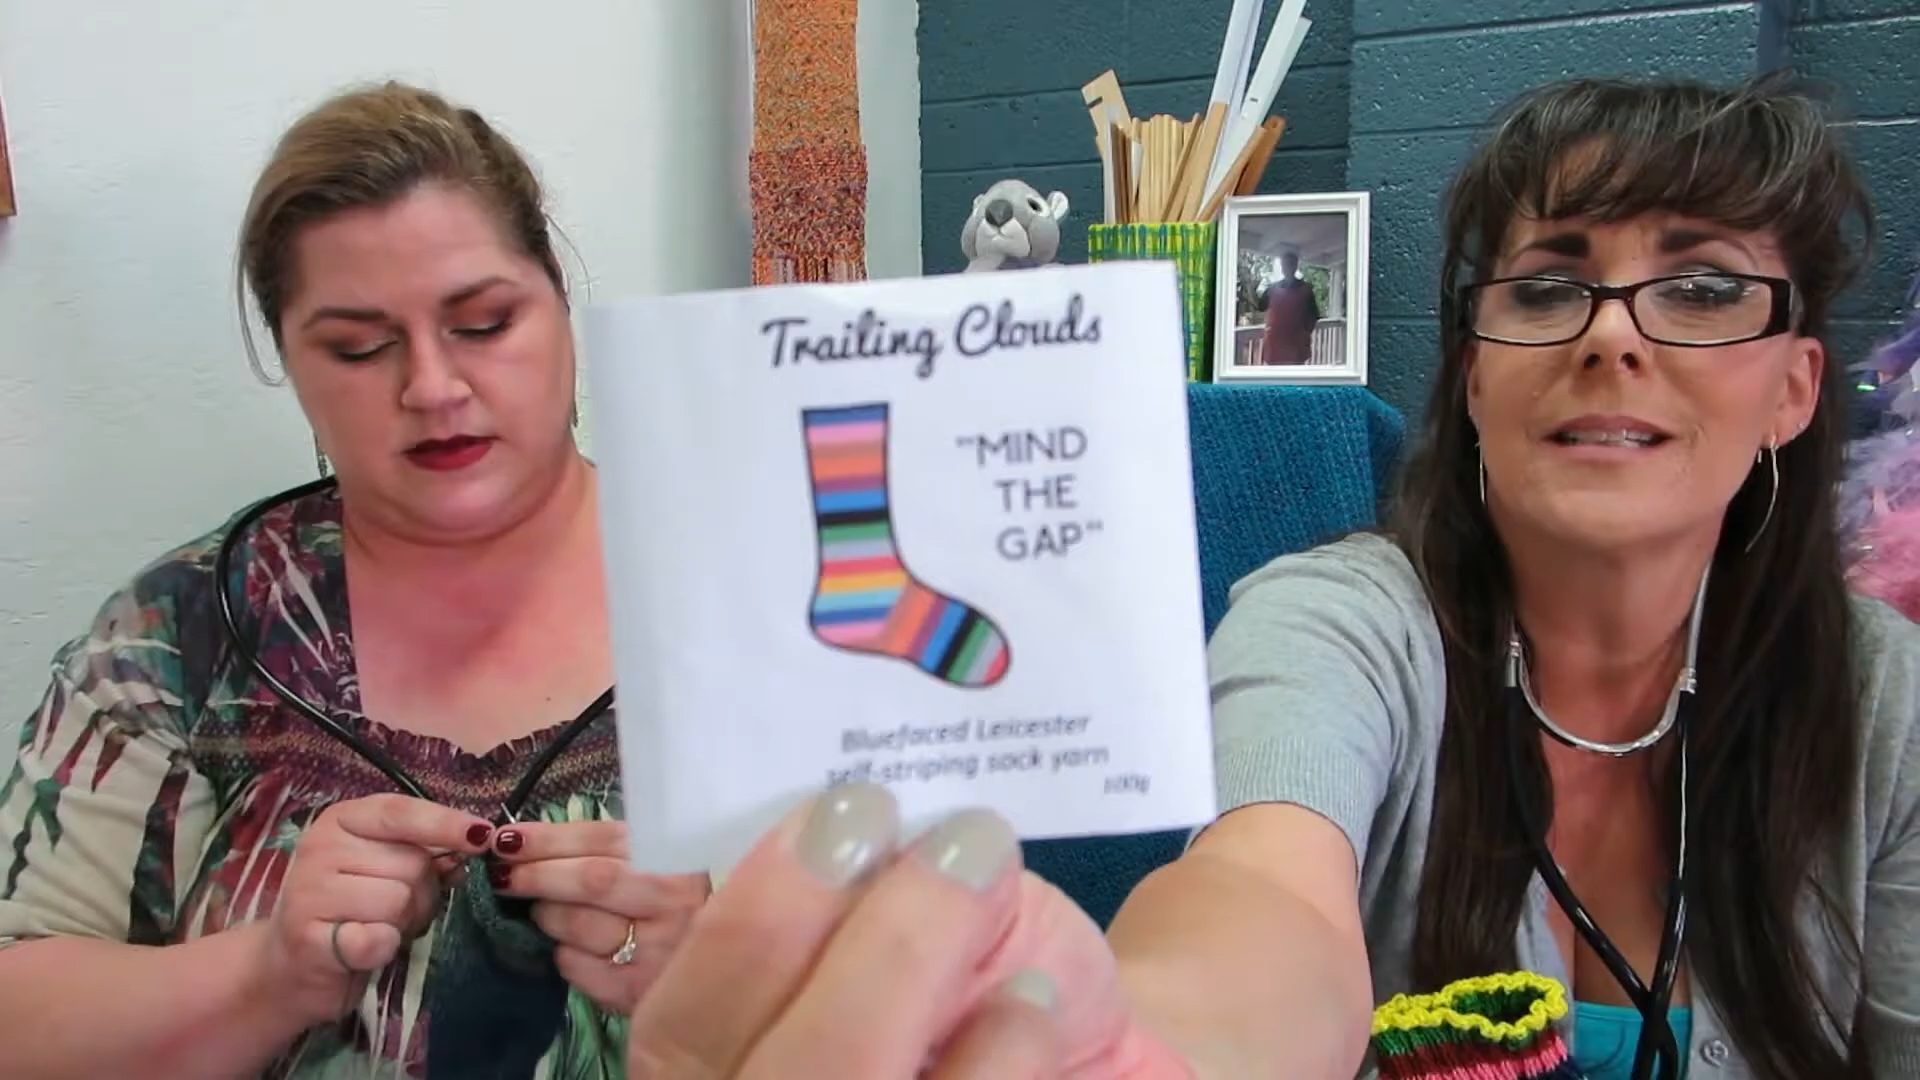 Trailing Clouds
"MIND
THE
GAP"
Bluefaced Leicester
self-striping sock yarn
100g